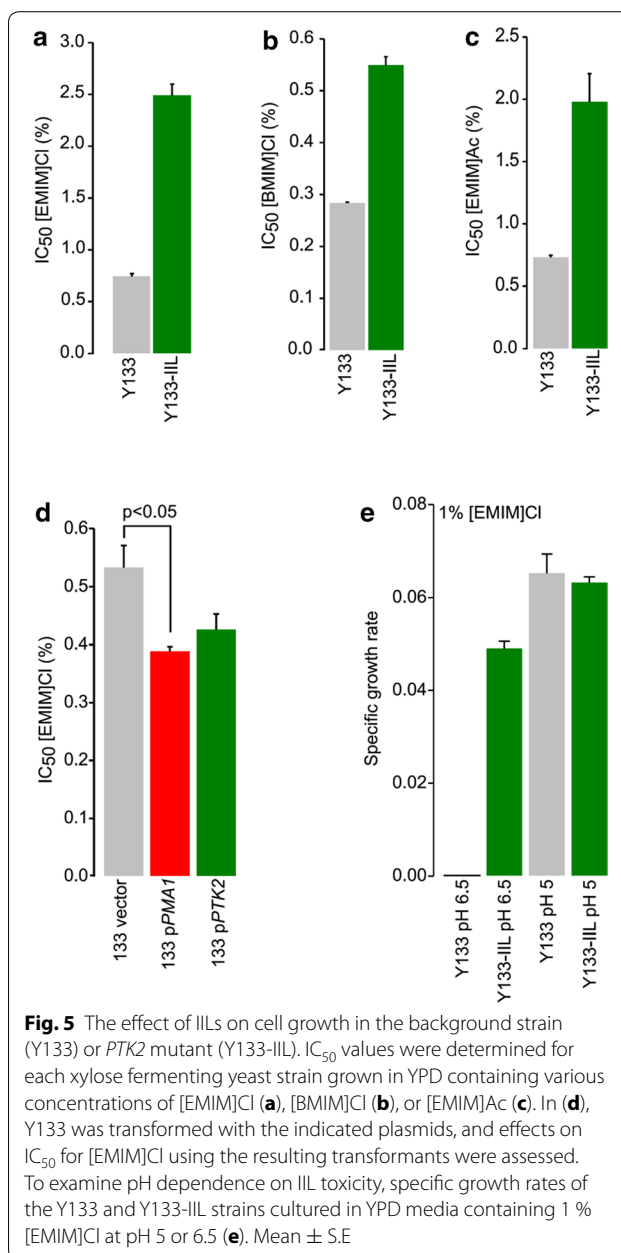 a
IC50 [EMIM]Cl (%)
3.0
2.5
2.0
1.5
1.0
0.5
0.0
Y133
Y133-IIL
b
IC50 [BMIM]Cl (%)
0.6
0.5
0.4
0.3
0.2
0.1
0.0
Y133
Y133-IIL
c
IC50 [EMIM]Ac (%)
2.5
2.0
1.5
1.0
0.5
0.0
Y133
Y133-IIL
d
p<0.05
IC50 [EMIM]Cl (%)
0.6
0.5
0.4
0.3
0.2
0.1
0.0
133 vector
133 pPMA1
133 pPTK2
e
1% [EMIM]Cl
Specific growth rate
0.08
0.06
0.04
0.02
0.00
Y133 pH 6.5
Y133-IIL pH 6.5
Y133 pH 5
Y133-IIL pH 5
Fig. 5 The effect of IILs on cell growth in the background strain
(Y133) or PTK2 mutant (Y133-IIL). IC50 values were determined for
each xylose fermenting yeast strain grown in YPD containing various
concentrations of [EMIM]Cl (a), [BMIM]Cl (b), or [EMIM]Ac (c). In (d),
Y133 was transformed with the indicated plasmids, and effects on
IC50 for [EMIM]Cl using the resulting transformants were assessed.
To examine pH dependence on IIL toxicity, specific growth rates of
the Y133 and Y133-IIL strains cultured in YPD media containing 1 %
[EMIM]Cl at pH 5 or 6.5 (e). Mean ± S.E